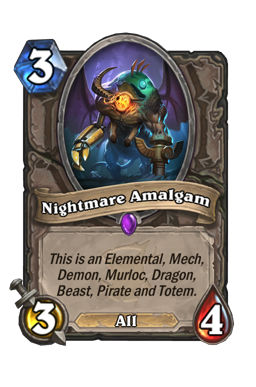 3
Nightmare Amalgam
This is an Elemental, Mech,
Demon, Murloc, Dragon,
Beast, Pirate and Totem.
3 All 4